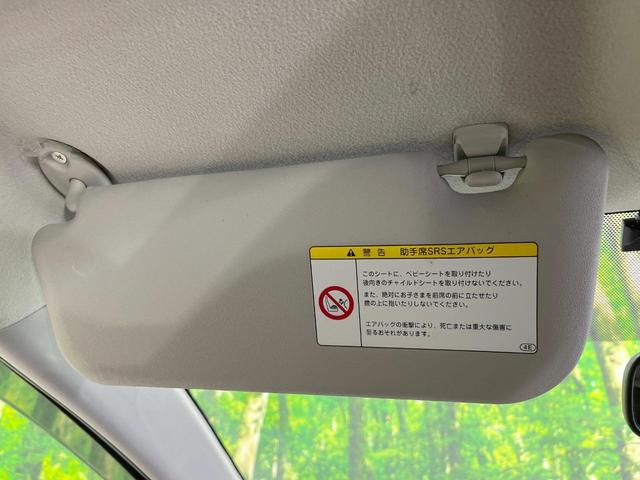 警告 助手席SRSエアバッグ
このシートに、ベビーシートを取り付けたり
後向きのチャイルドシートを取り付けないでください。
また、絶対にお子さまを前席の前に立たせたり
膝の上に抱いたりしないでください。
エアバッグの衝撃により、死亡または重大な傷害に
至るおそれがあります。
4E